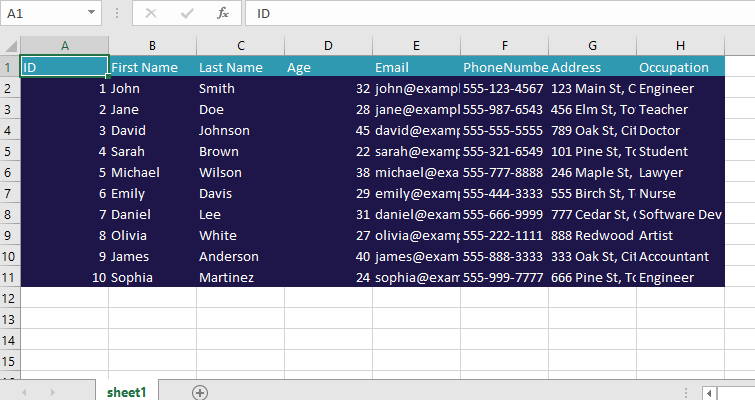 A1 fx ID
A B C D E F G H
1 ID First Name Last Name Age Email PhoneNumbe Address Occupation
2 1 John Smith 32 john@exampl 555-123-4567 123 Main St, C Engineer
3 2 Jane Doe 28 jane@exampl 555-987-6543 456 Elm St, To Teacher
4 3 David Johnson 45 david@examp 555-555-5555 789 Oak St, Cit Doctor
5 4 Sarah Brown 22 sarah@examp 555-321-6549 101 Pine St, To Student
6 5 Michael Wilson 38 michael@exa 555-777-8888 246 Maple St, Lawyer
7 6 Emily Davis 29 emily@examp 555-444-3333 555 Birch St, T Nurse
8 7 Daniel Lee 31 daniel@exam 555-666-9999 777 Cedar St, Software Dev
9 8 Olivia White 27 olivia@examp 555-222-1111 888 Redwood Artist
10 9 James Anderson 40 james@exam 555-888-3333 333 Oak St, Cit Accountant
11 10 Sophia Martinez 24 sophia@exam 555-999-7777 666 Pine St, To Engineer
12
13
14
15
sheet1